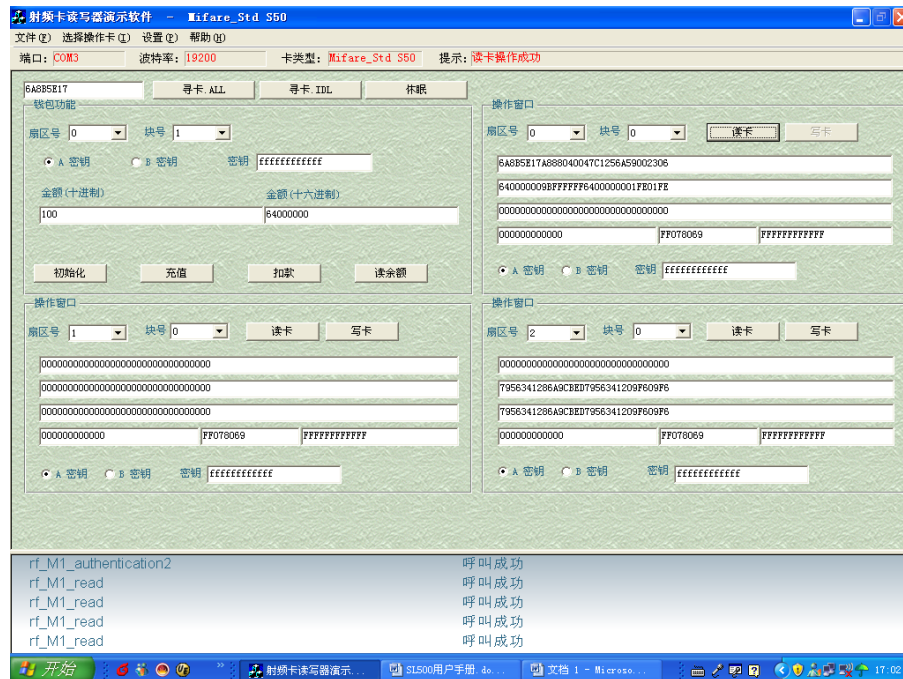 射频卡读写器演示软件 - Mifare_Std S50
文件(F) 选择操作卡(I) 设置(P) 帮助(H)
端口: COM3 波特率: 19200 卡类型: Mifare_Std S50 提示: 读卡操作成功
6A8B5E17 寻卡.ALL 寻卡.IDL 休眠
钱包功能
扇区号 0 块号 1
A 密钥 B 密钥 密钥 ffffffffffff
金额(十进制) 金额(十六进制)
100 64000000
初始化 充值 扣款 读余额
操作窗口
扇区号 0 块号 0 读卡 写卡
6A8B5E17A888040047C1256A59002306
640000009BFFFFFF6400000001FE01FE
00000000000000000000000000000000
000000000000 FF078069 FFFFFFFFFFFF
A 密钥 B 密钥 密钥 ffffffffffff
操作窗口
扇区号 1 块号 0 读卡 写卡
00000000000000000000000000000000
00000000000000000000000000000000
00000000000000000000000000000000
000000000000 FF078069 FFFFFFFFFFFF
A 密钥 B 密钥 密钥 ffffffffffff
操作窗口
扇区号 2 块号 0 读卡 写卡
00000000000000000000000000000000
7956341286A9CBED7956341209F609F6
7956341286A9CBED7956341209F609F6
000000000000 FF078069 FFFFFFFFFFFF
A 密钥 B 密钥 密钥 ffffffffffff
rf_M1_authentication2 呼叫成功
rf_M1_read 呼叫成功
rf_M1_read 呼叫成功
rf_M1_read 呼叫成功
rf_M1_read 呼叫成功
开始 射频卡读写器演示... SL500用户手册.do... 文档 1 - Microso... 17:02